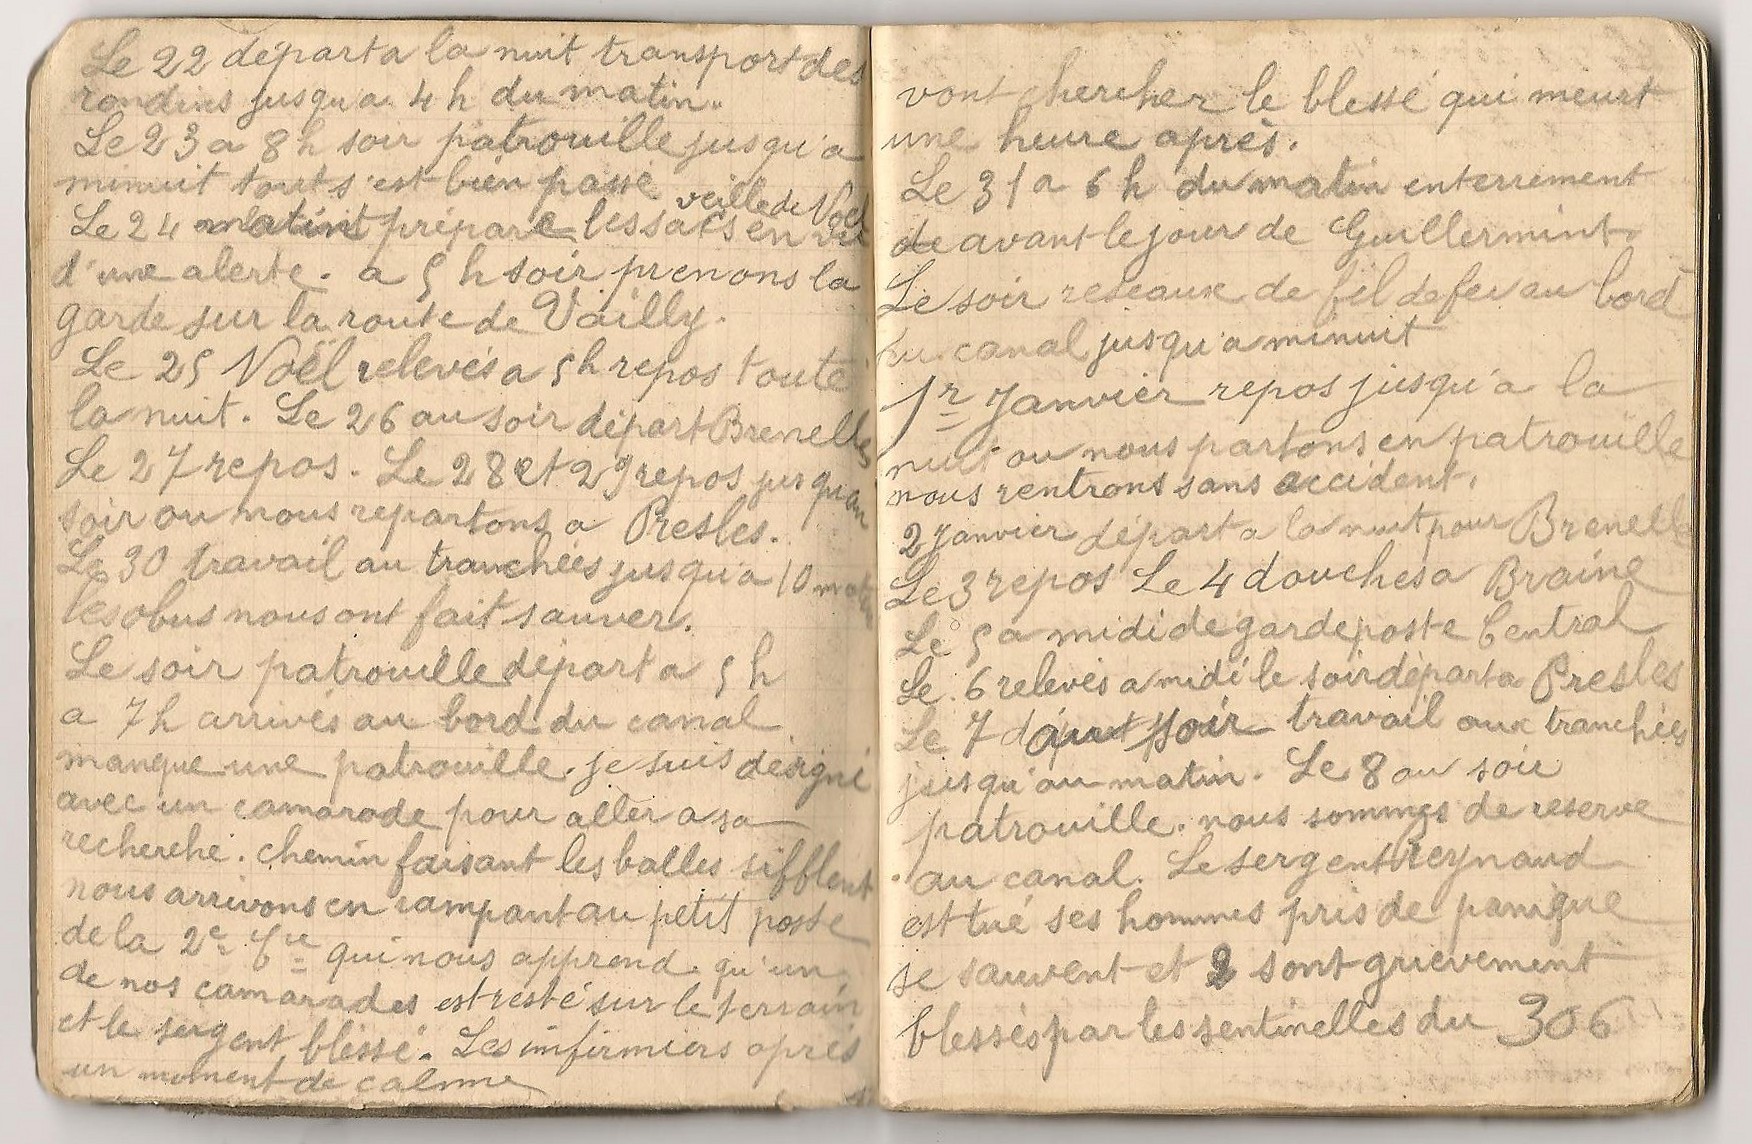 Le 22 départ a la nuit transport des
rondins jusqu'a 4 h du matin.
Le 23 a 8 h soir patrouille jusqu'a
minuit tout s'est bien passé
veille de Noel
Le 24 matint prépare les sacs en vue
d'une alerte. a 5 h soir prenons la
garde sur la route de Vailly.
Le 25 Noël relevés a 5h repos toute
la nuit. Le 26 au soir départ Brenelle
Le 27 repos. Le 28 et 29 repos jusqu'au
soir ou nous repartons a Presles.
Le 30 travail au tranchées jusqu'a 10 matin
les obus nous ont fait sauver.
Le soir patrouille départ a 5 h
a 7 h arrivés au bord du canal
manque une patrouille. je suis désigné
avec un camarade pour aller a sa
recherche. chemin faisant les balles sifflent
nous arrivons en rampant au petit poste
de la 2e Cie qui nous apprend qu'un
de nos camarades est resté sur le terrain
et le sergent blessé. Les infirmiers après
un moment de calme
vont chercher le blessé qui meurt
une heure après.
Le 31 a 6 h du matin enterrement
de avant le jour de Guillermint.
Le soir reseaux de fil de fer au bord
du canal jusqu'a minuit
1r Janvier repos jusqu'a la
nuit ou nous partons en patrouille
nous rentrons sans accident.
2 Janvier départ a la nuit pour Brenelle
Le 3 repos Le 4 douches a Braine
Le 5 a midi de garde poste Central
Le 6 relevés a midi le soir départ a Presles
Le 7 soir travail aux tranchées
jusqu'au matin. Le 8 au soir
patrouille. nous sommes de reserve
au canal. Le sergent Reynaud
est tué ses hommes pris de panique
se sauvent et 2 sont grievement
blessés par les sentinelles du 306